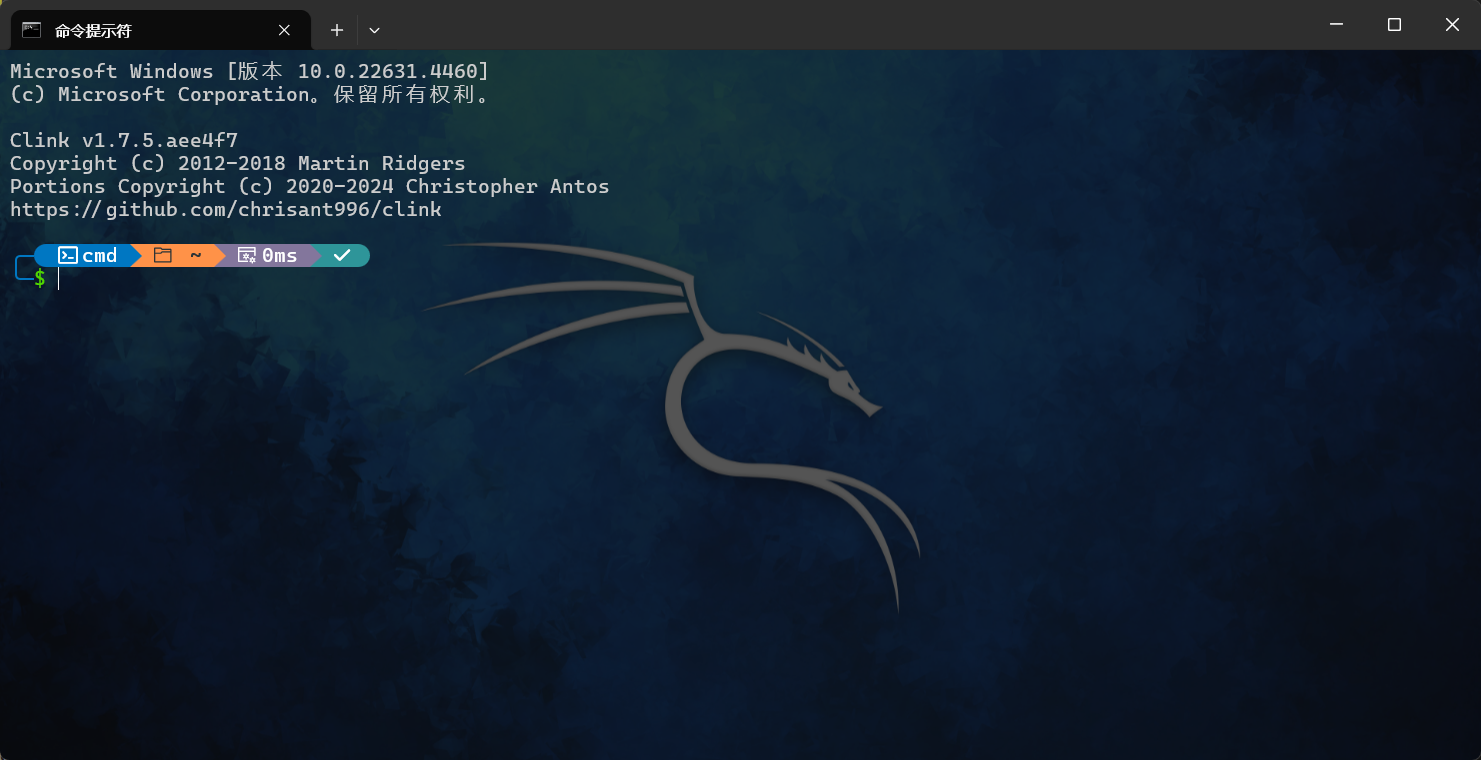 命令提示符
Microsoft Windows [版本 10.0.22631.4460]
(c) Microsoft Corporation。保留所有权利。
Clink v1.7.5.aee4f7
Copyright (c) 2012-2018 Martin Ridgers
Portions Copyright (c) 2020-2024 Christopher Antos
https://github.com/chrisant996/clink
cmd ~ 0ms
$